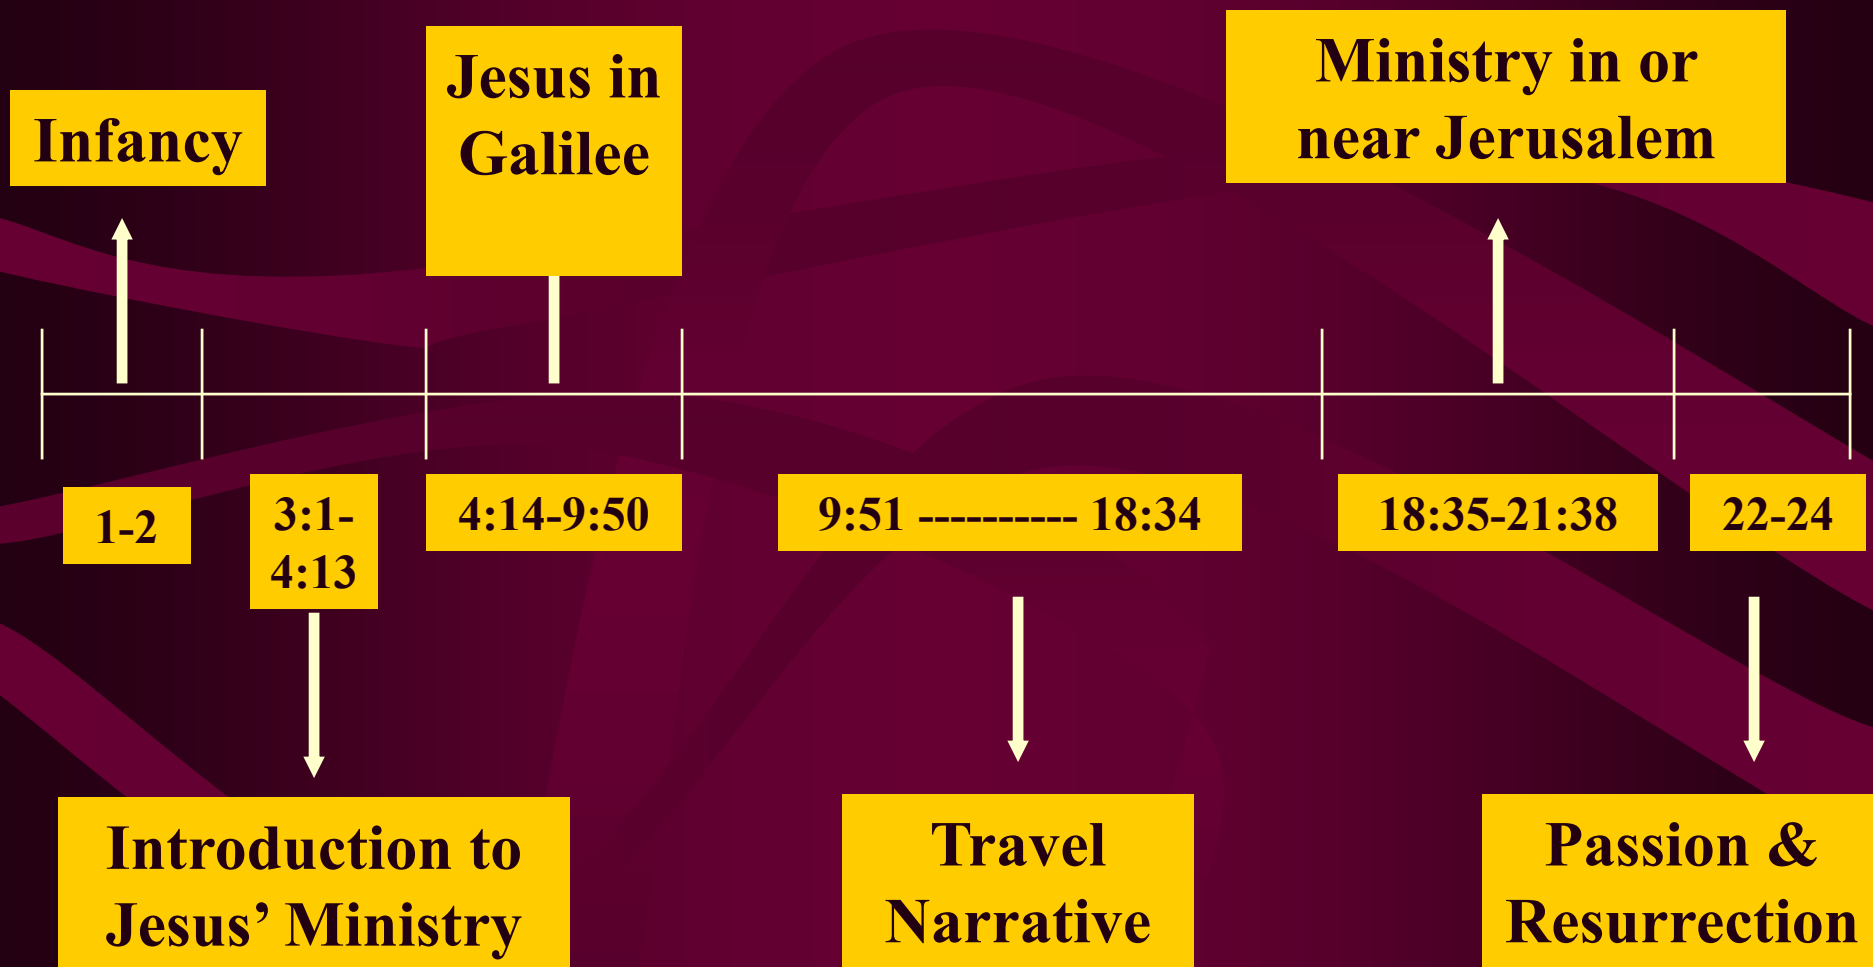 Infancy
Jesus in
Galilee
Ministry in or
near Jerusalem
1-2
3:1-
4:13
4:14-9:50
9:51 ---------- 18:34
18:35-21:38
22-24
Introduction to
Jesus’ Ministry
Travel
Narrative
Passion &
Resurrection